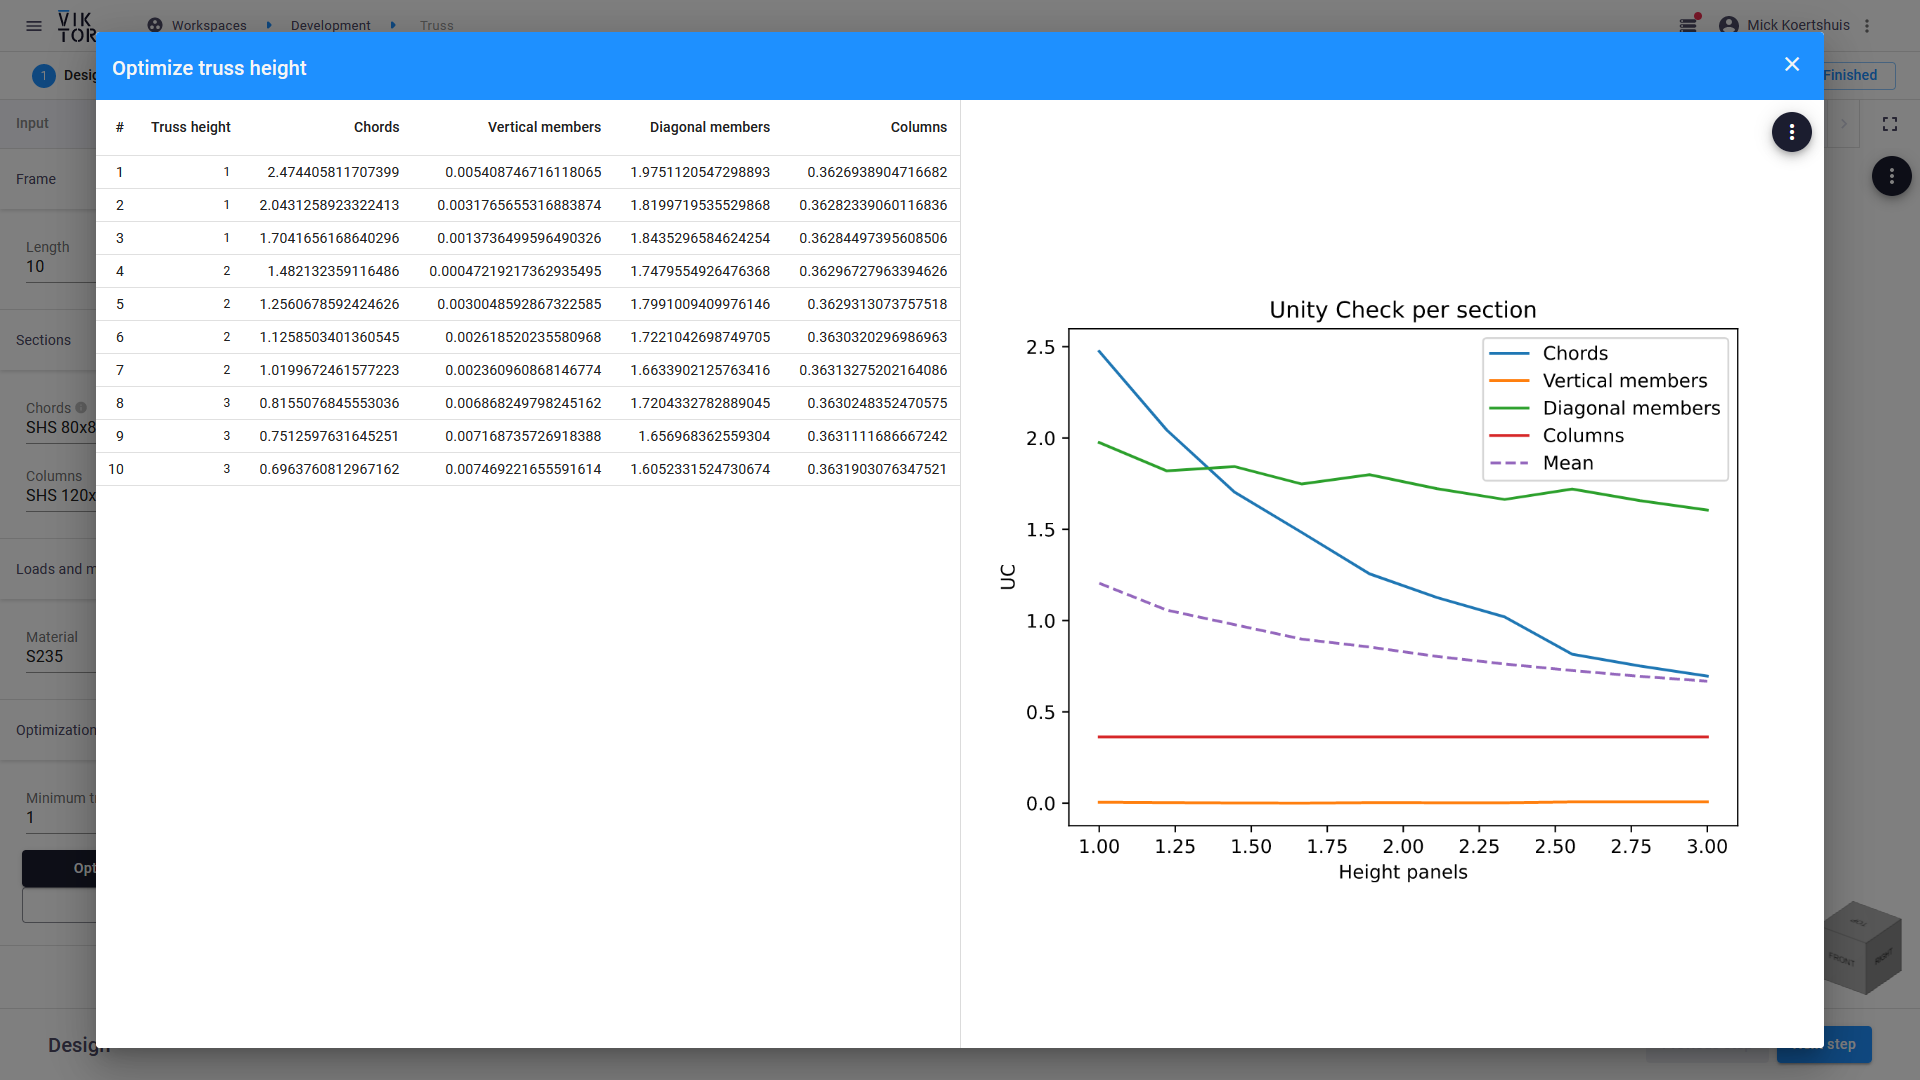 VIK
TOR
Workspaces
Development
Truss
Mick Koertshuis
1
Finished
Optimize truss height
Input
Frame
Length
10
Sections
Chords
SHS 80x8
Columns
SHS 120x
Loads and m
Material
S235
Optimization
Minimum t
1
Opt
Design
step
# Truss height Chords Vertical members Diagonal members Columns
1 1 2.474405811707399 0.005408746716118065 1.9751120547298893 0.3626938904716682
2 1 2.0431258923322413 0.0031765655316883874 1.8199719535529868 0.36282339060116836
3 1 1.7041656168640296 0.0013736499596490326 1.8435296584624254 0.36284497395608506
4 2 1.482132359116486 0.00047219217362935495 1.7479554926476368 0.36296727963394626
5 2 1.2560678592424626 0.0030048592867322585 1.7991009409976146 0.3629313073757518
6 2 1.1258503401360545 0.002618520235580968 1.7221042698749705 0.3630320296986963
7 2 1.0199672461577223 0.002360960868146774 1.6633902125763416 0.36313275202164086
8 3 0.8155076845553036 0.006868249798245162 1.7204332782889045 0.3630248352470575
9 3 0.7512597631645251 0.007168735726918388 1.656968362559304 0.3631111686667242
10 3 0.6963760812967162 0.007469221655591614 1.6052331524730674 0.3631903076347521
Unity Check per section
Chords
Vertical members
Diagonal members
Columns
Mean
2.5
2.0
1.5
1.0
0.5
0.0
UC
1.00 1.25 1.50 1.75 2.00 2.25 2.50 2.75 3.00
Height panels
TOP
FRONT
RIGHT